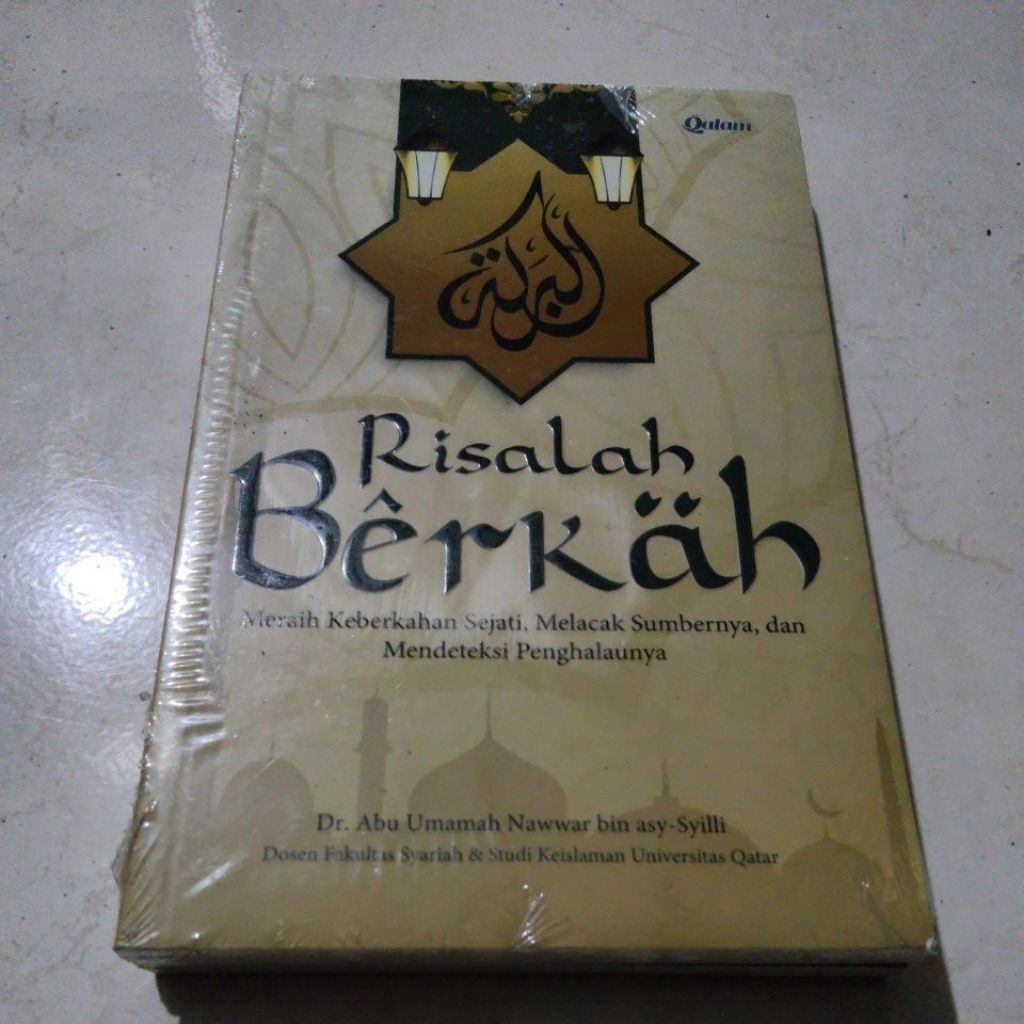 Qalam
البركة
Risalah
Bêrkäh
Meraih Keberkahan Sejati, Melacak Sumbernya, dan
Mendeteksi Penghalaunya
Dr. Abu Umamah Nawwar bin asy-Syilli
Dosen Fakultas Syariah & Studi Keislaman Universitas Qatar